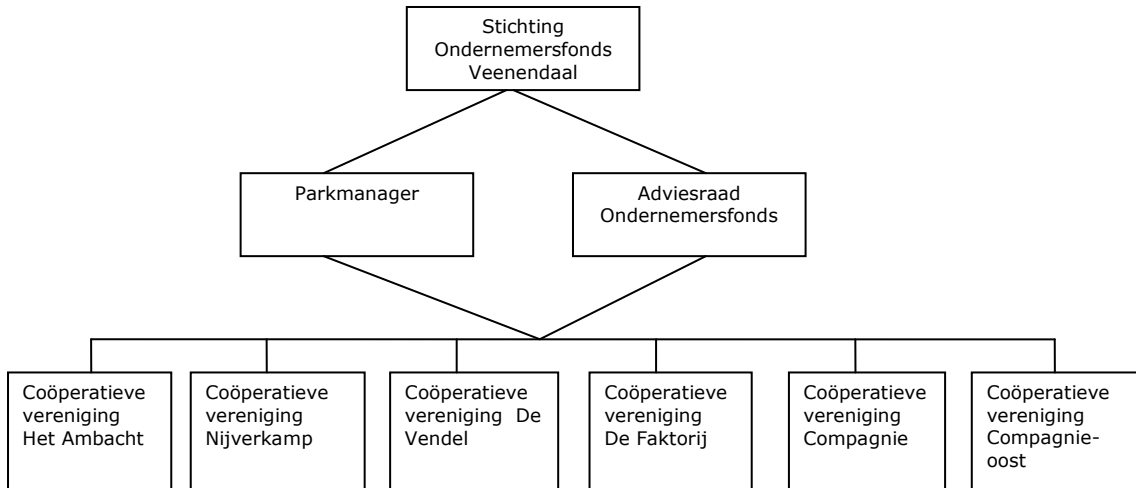 Stichting
Ondernemersfonds
Veenendaal
Parkmanager
Adviesraad
Ondernemersfonds
Coöperatieve
vereniging
Het Ambacht
Coöperatieve
vereniging
Nijverkamp
Coöperatieve
vereniging De
Vendel
Coöperatieve
vereniging
De Faktorij
Coöperatieve
vereniging
Compagnie
Coöperatieve
vereniging
Compagnie-
oost